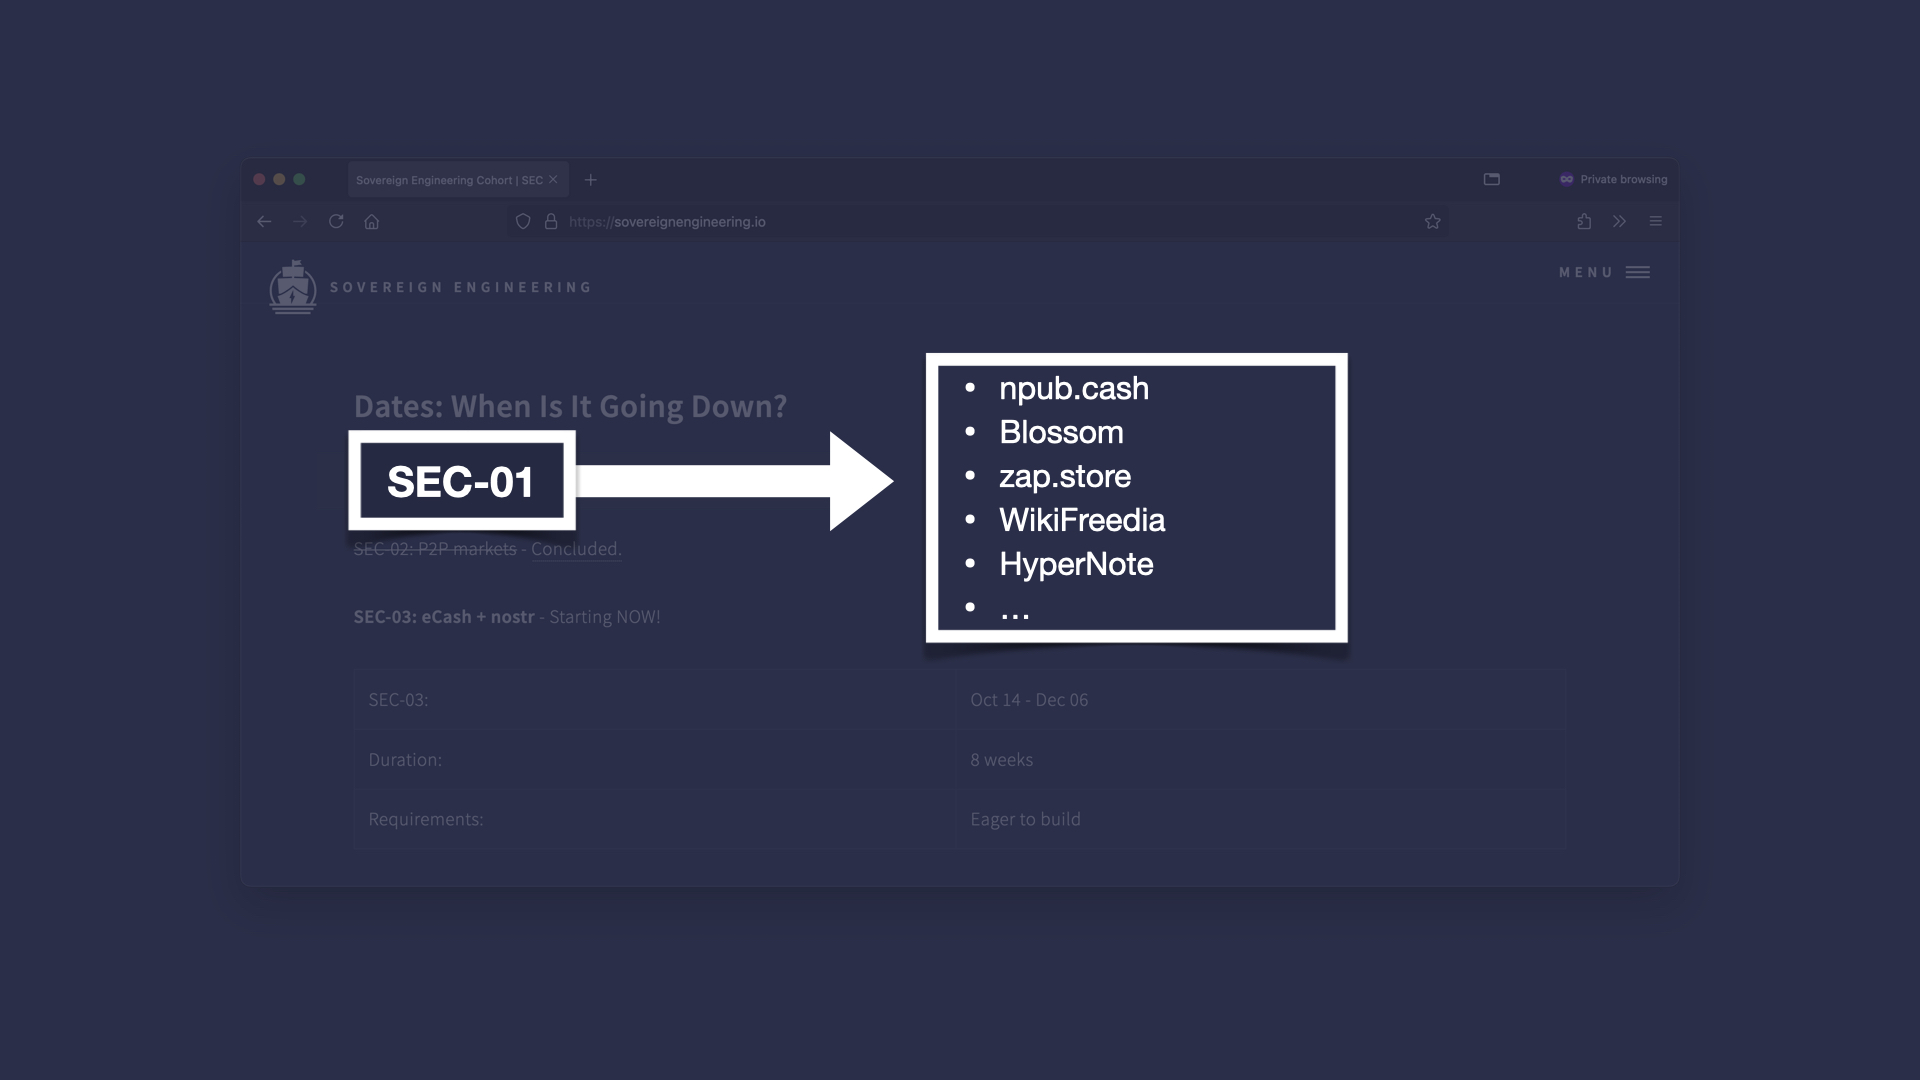 Sovereign Engineering Cohort | SEC
Private browsing
https://sovereignengineering.io
SOVEREIGN ENGINEERING
MENU
Dates: When Is It Going Down?
SEC-01
• npub.cash
• Blossom
• zap.store
• WikiFreedia
• HyperNote
• ...
SEC-02: P2P markets - Concluded.
SEC-03: eCash + nostr - Starting NOW!
SEC-03: Oct 14 - Dec 06
Duration: 8 weeks
Requirements: Eager to build